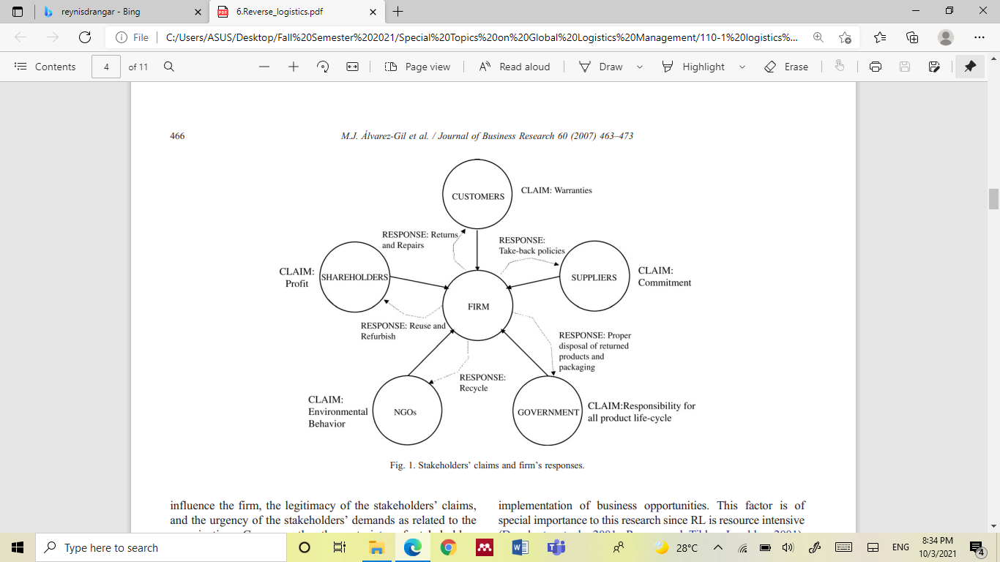 reynisdrangar - Bing
6.Reverse_logistics.pdf
File
C:/Users/ASUS/Desktop/Fall%20Semester%202021/Special%20Topics%20on%20Global%20Logistics%20Management/110-1%20logistics%...
Contents
4
of 11
Page view
Read aloud
Draw
Highlight
Erase
466
M.J. Álvarez-Gil et al. / Journal of Business Research 60 (2007) 463–473
CUSTOMERS
CLAIM: Warranties
RESPONSE: Returns
and Repairs
RESPONSE:
Take-back policies
CLAIM:
Profit
SHAREHOLDERS
SUPPLIERS
CLAIM:
Commitment
FIRM
RESPONSE: Reuse and
Refurbish
RESPONSE: Proper
disposal of returned
products and
packaging
RESPONSE:
Recycle
CLAIM:
Environmental
Behavior
NGOs
GOVERNMENT
CLAIM:Responsibility for
all product life-cycle
Fig. 1. Stakeholders' claims and firm's responses.
influence the firm, the legitimacy of the stakeholders' claims,
and the urgency of the stakeholders' demands as related to the
implementation of business opportunities. This factor is of
special importance to this research since RL is resource intensive
Type here to search
28°C
ENG
8:34 PM
10/3/2021
4